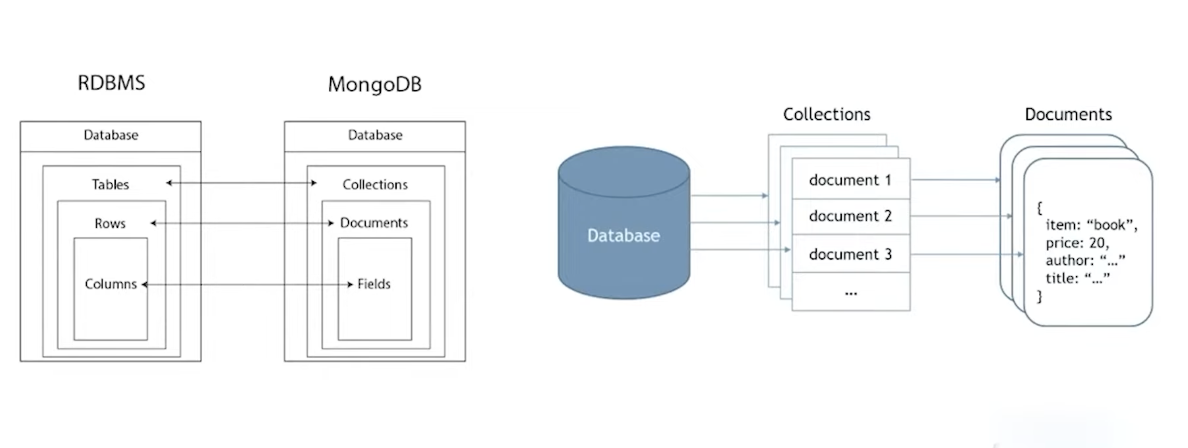 RDBMS
MongoDB
Database
Database
Tables
Collections
Rows
Documents
Columns
Fields
Collections
Documents
Database
document 1
document 2
document 3
...
{
item: “book”,
price: 20,
author: “...”
title: “...”
}